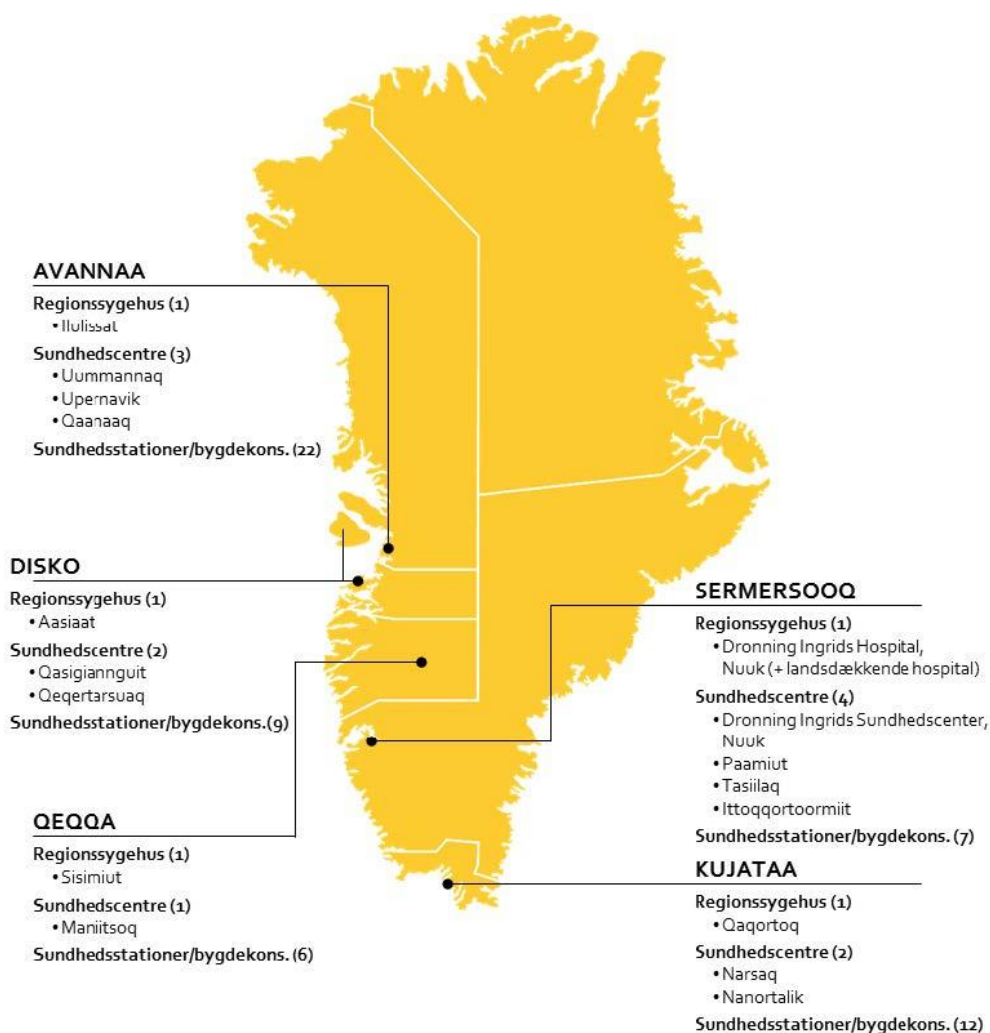 AVANNAA
Regionssygehus (1)
• Ilulissat
Sundhedscentre (3)
• Uummannaq
• Upernavik
• Qaanaaq
Sundhedsstationer/bygdekons. (22)
DISKO
Regionssygehus (1)
• Aasiaat
Sundhedscentre (2)
• Qasigiannguit
• Qeqertarsuaq
Sundhedsstationer/bygdekons.(9)
QEQQA
Regionssygehus (1)
• Sisimiut
Sundhedscentre (1)
• Maniitsoq
Sundhedsstationer/bygdekons. (6)
SERMERSOOQ
Regionssygehus (1)
• Dronning Ingrids Hospital,
Nuuk (+ landsdækkende hospital)
Sundhedscentre (4)
• Dronning Ingrids Sundhedscenter,
Nuuk
• Paamiut
• Tasiilaq
• Ittoqqortoormiit
Sundhedsstationer/bygdekons. (7)
KUJATAA
Regionssygehus (1)
• Qaqortoq
Sundhedscentre (2)
• Narsaq
• Nanortalik
Sundhedsstationer/bygdekons. (12)